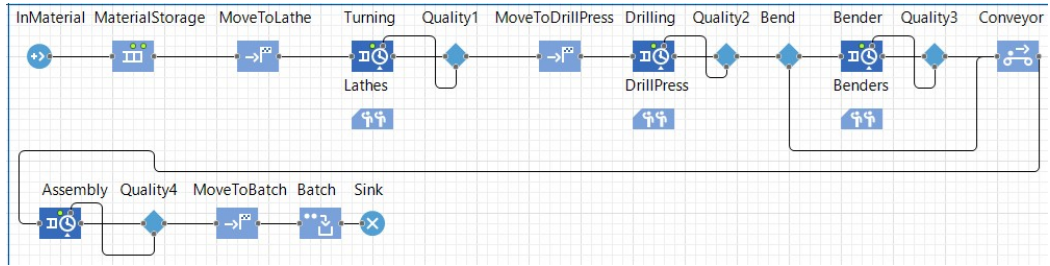 InMaterial MaterialStorage MoveToLathe Turning Quality1 MoveToDrillPress Drilling Quality2 Bend Bender Quality3 Conveyor
Lathes DrillPress Benders
Assembly Quality4 MoveToBatch Batch Sink